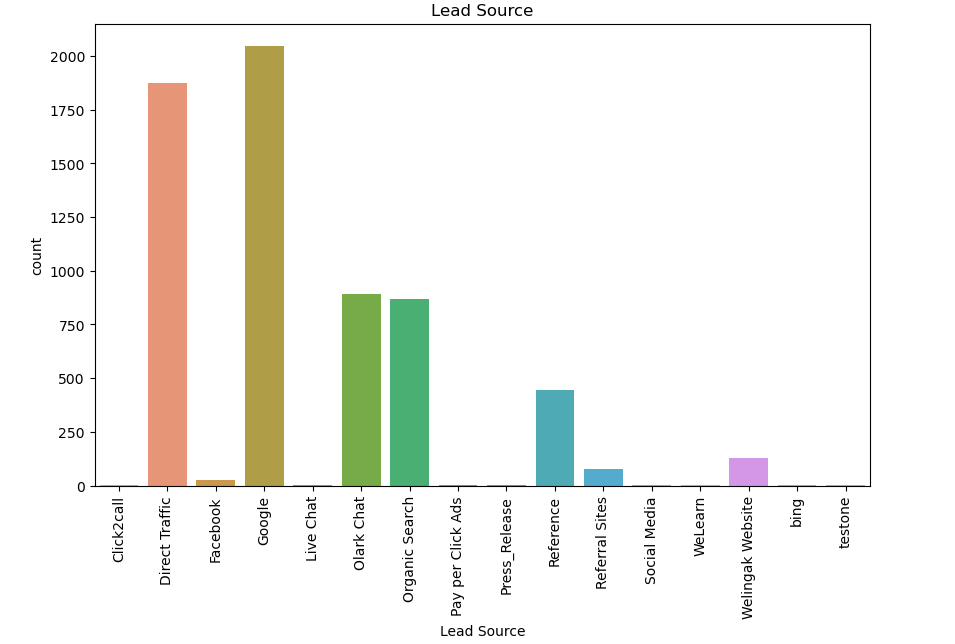 Lead Source
2000
1750
1500
1250
1000
750
500
250
0
count
Click2call
Direct Traffic
Facebook
Google
Live Chat
Olark Chat
Organic Search
Pay per Click Ads
Press_Release
Reference
Referral Sites
Social Media
WeLearn
Welingak Website
bing
testone
Lead Source